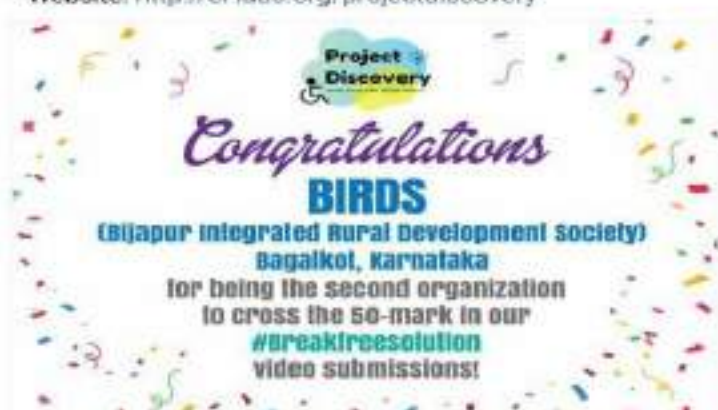 Project
Discovery
Congratulations
BIRDS
(Bijapur Integrated Rural Development Society)
Bagalkot, Karnataka
for being the second organization
to cross the 50-mark in our
#Breakfreesolution
video submissions!